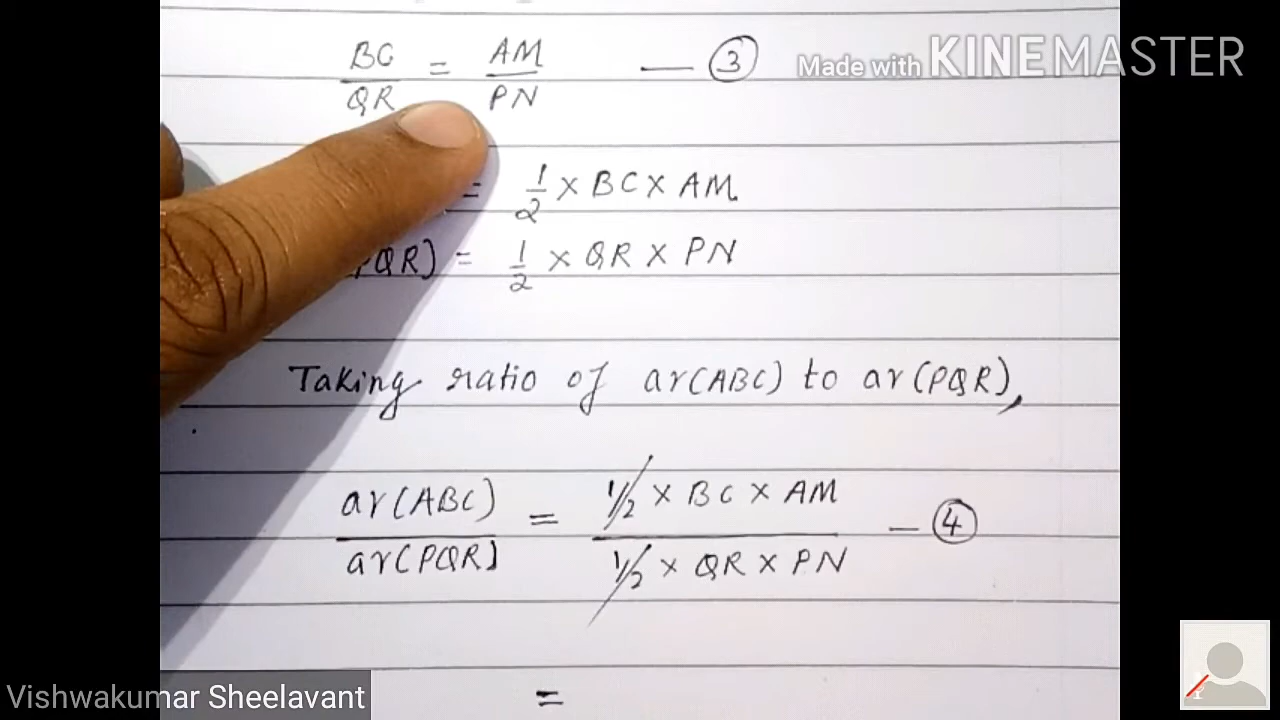 BC/QR = AM/PN — ③
Made with KINEMASTER
= 1/2 × BC × AM
PQR) = 1/2 × QR × PN
Taking ratio of ar(ABC) to ar(PQR),
ar(ABC)/ar(PQR) = 1/2 × BC × AM / 1/2 × QR × PN — ④
=
Vishwakumar Sheelavant